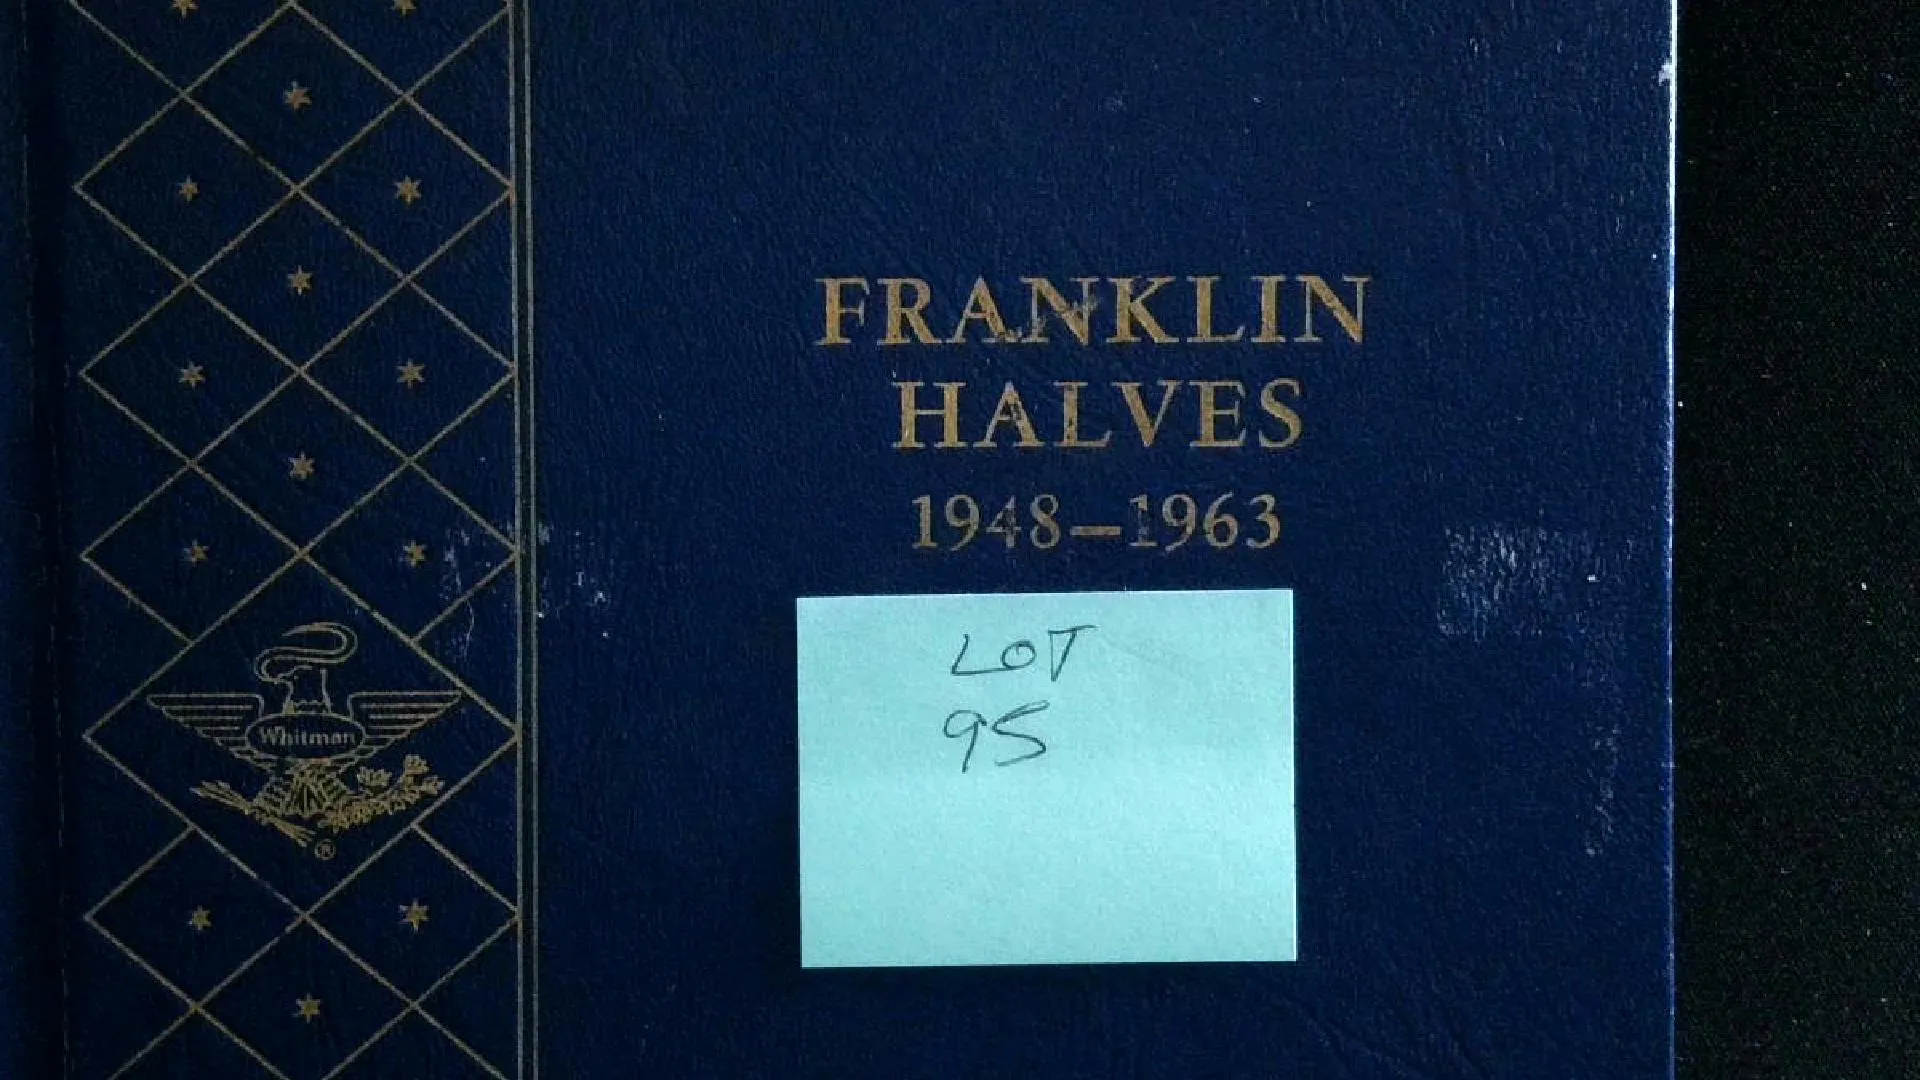 FRANKLIN
HALVES
1948–1963
LOT
95
Whitman
®